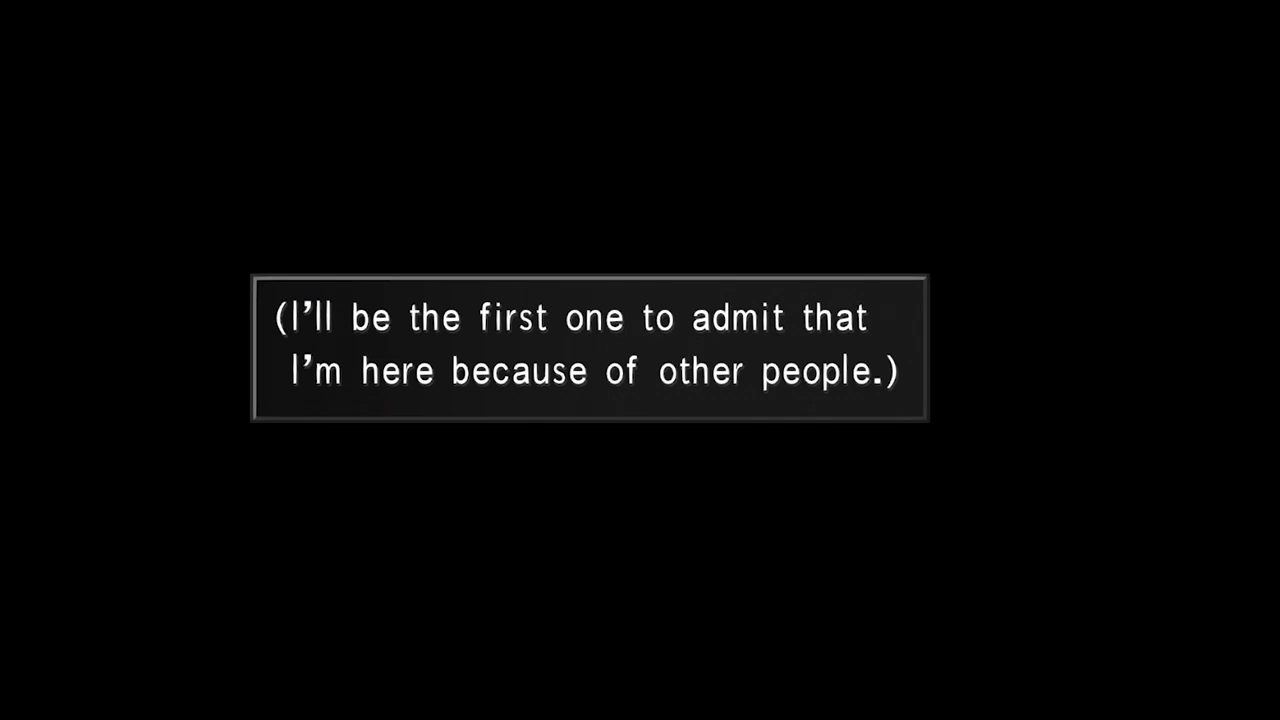 (I'll be the first one to admit that
I'm here because of other people.)